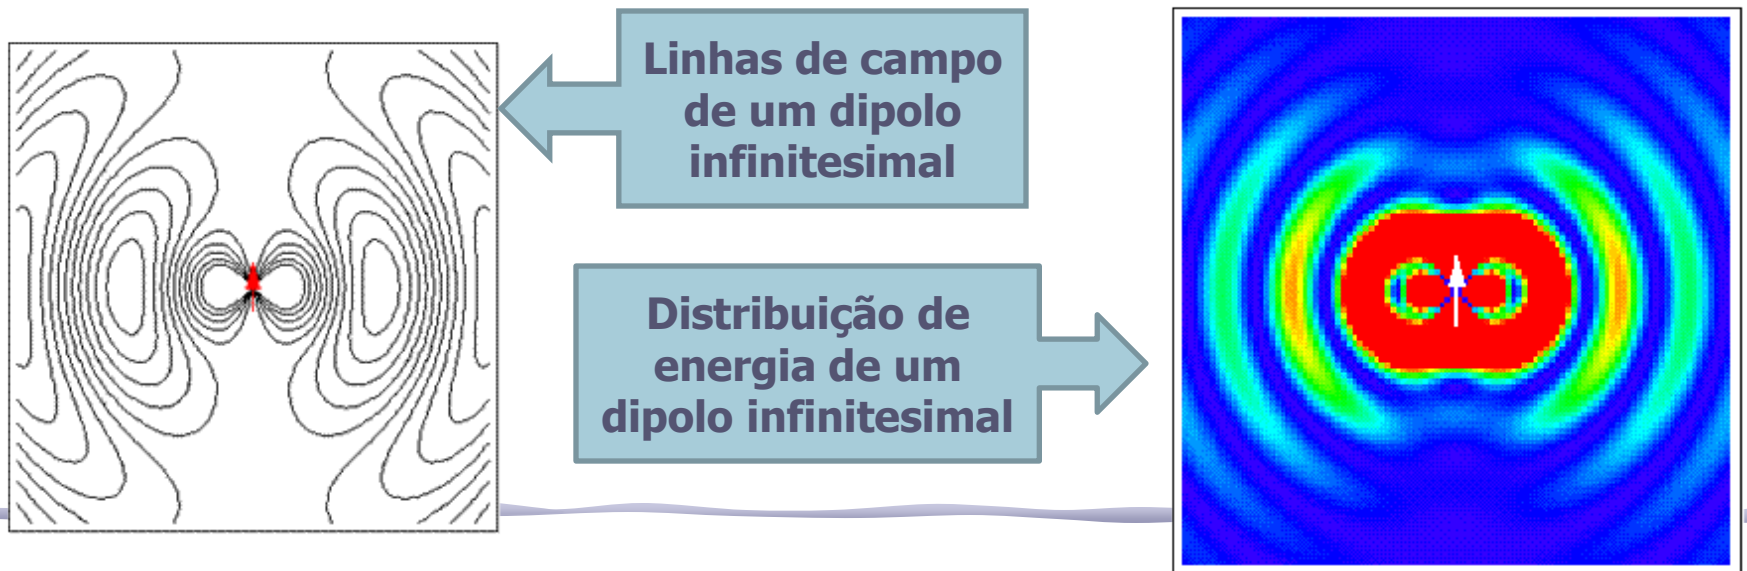 Linhas de campo
de um dipolo
infinitesimal
Distribuição de
energia de um
dipolo infinitesimal